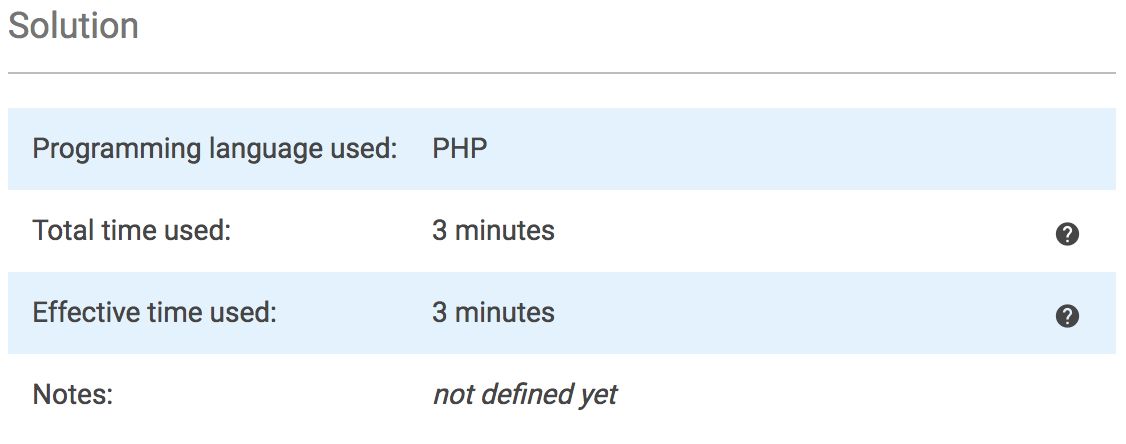 Solution
Programming language used: PHP
Total time used: 3 minutes ?
Effective time used: 3 minutes ?
Notes: not defined yet